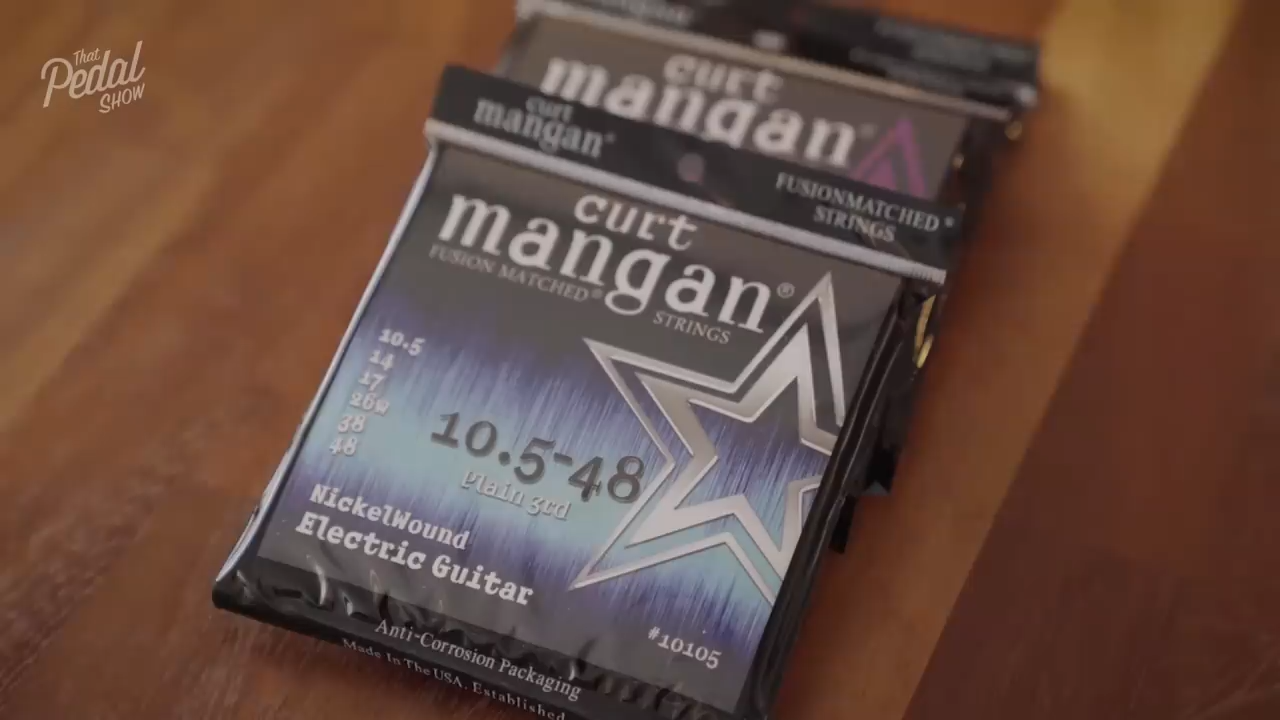 That
Pedal
SHOW
curt
mangan
curt
mangan®
FUSIONMATCHED®
STRINGS
curt
mangan®
FUSION MATCHED®
STRINGS
10.5
14
17
26w
38
48
10.5-48
Plain 3rd
NickelWound
Electric Guitar
#10105
Anti-Corrosion Packaging
Made In The USA. Established